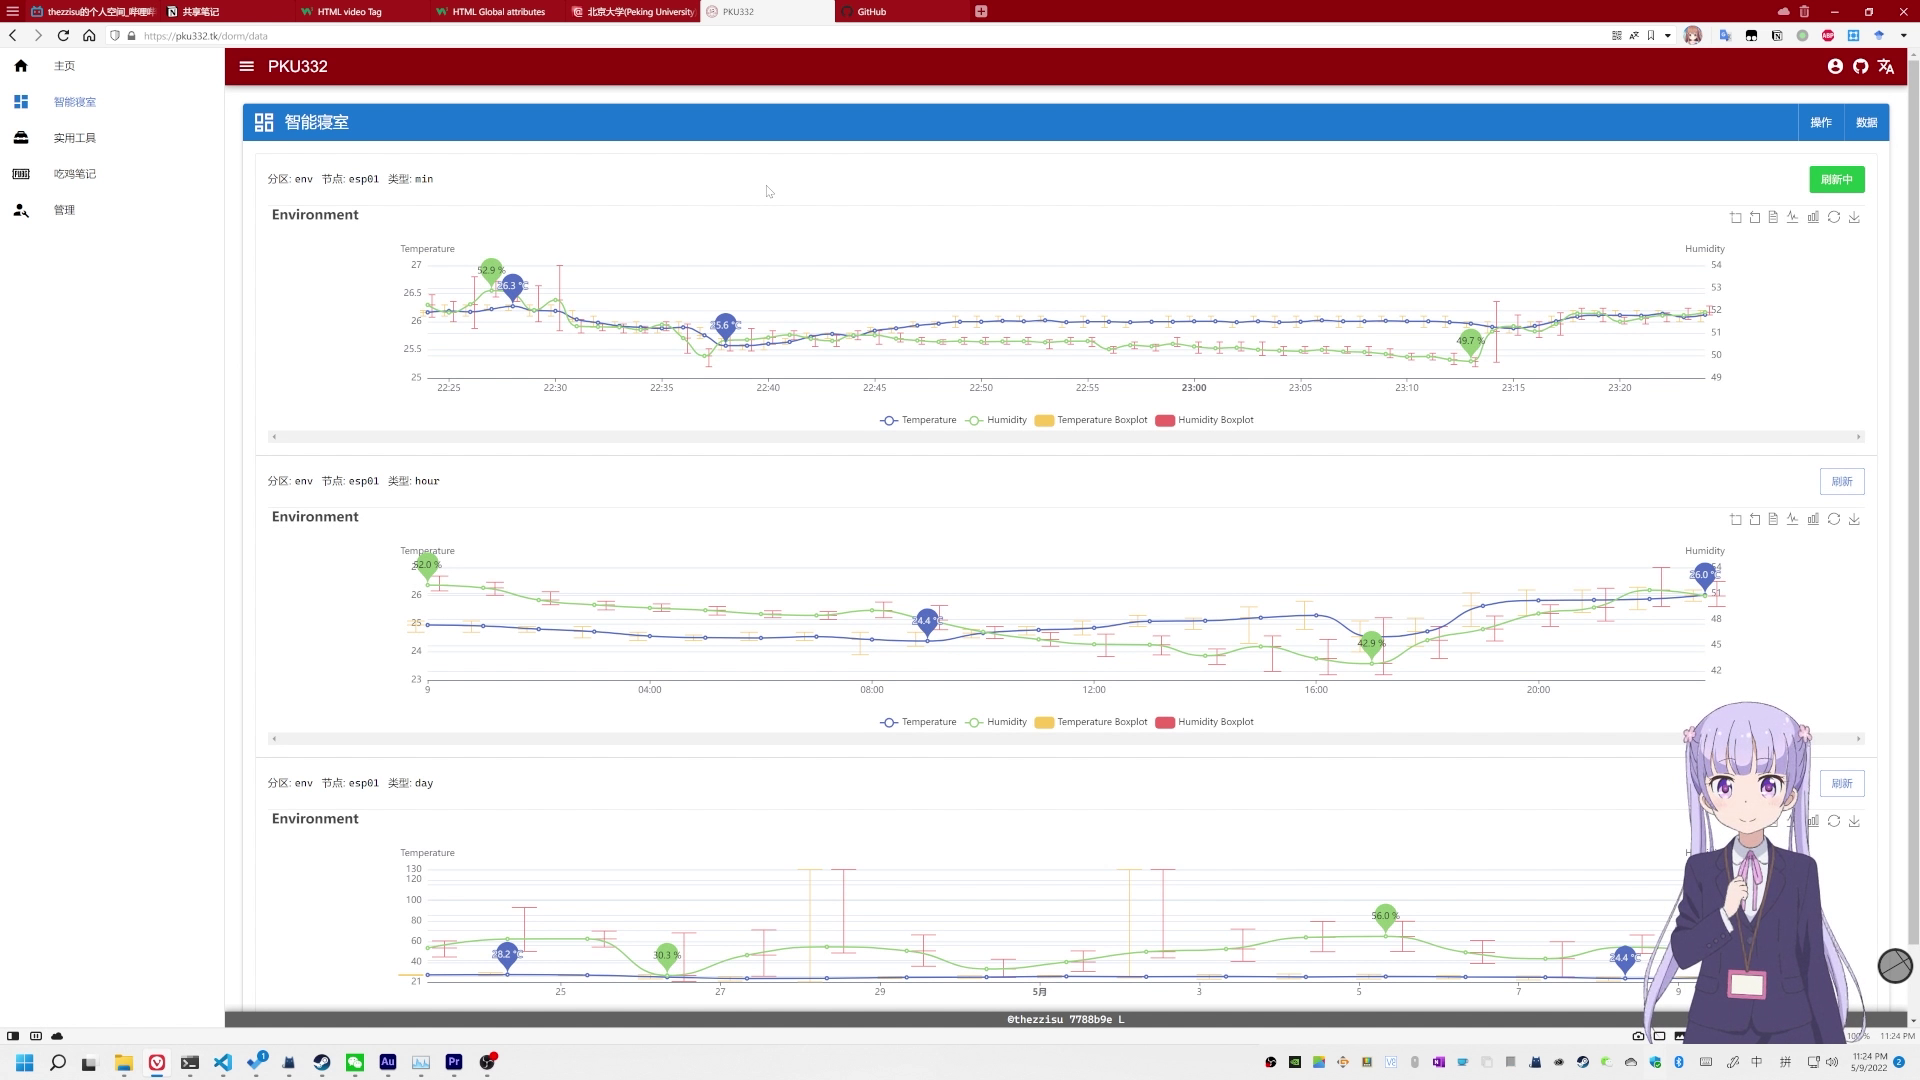 thezzisu的个人空间_哔哩哔
共享笔记
HTML video Tag
HTML Global attributes
北京大学(Peking University
PKU332
GitHub
https://pku332.tk/dorm/data
主页
智能寝室
实用工具
吃鸡笔记
管理
PKU332
智能寝室
操作
数据
分区: env 节点: esp01 类型: min
刷新中
Environment
Temperature
Humidity
27
26.5
26
25.5
25
54
53
52
51
50
49
52.9 %
26.3 °C
25.6 °C
49.7 %
22:25
22:30
22:35
22:40
22:45
22:50
22:55
23:00
23:05
23:10
23:15
23:20
Temperature
Humidity
Temperature Boxplot
Humidity Boxplot
分区: env 节点: esp01 类型: hour
刷新
Environment
Temperature
Humidity
26
25
24
23
54
51
48
45
42
52.0 %
24.4 °C
42.9 %
26.0 °C
9
04:00
08:00
12:00
16:00
20:00
Temperature
Humidity
Temperature Boxplot
Humidity Boxplot
分区: env 节点: esp01 类型: day
刷新
Environment
Temperature
130
120
100
80
60
40
21
28.2 °C
30.3 %
56.0 %
24.4 °C
25
27
29
5月
3
5
7
9
©thezzisu 7788b9e L
100%
11:24 PM
中
拼
11:24 PM
5/9/2022
2